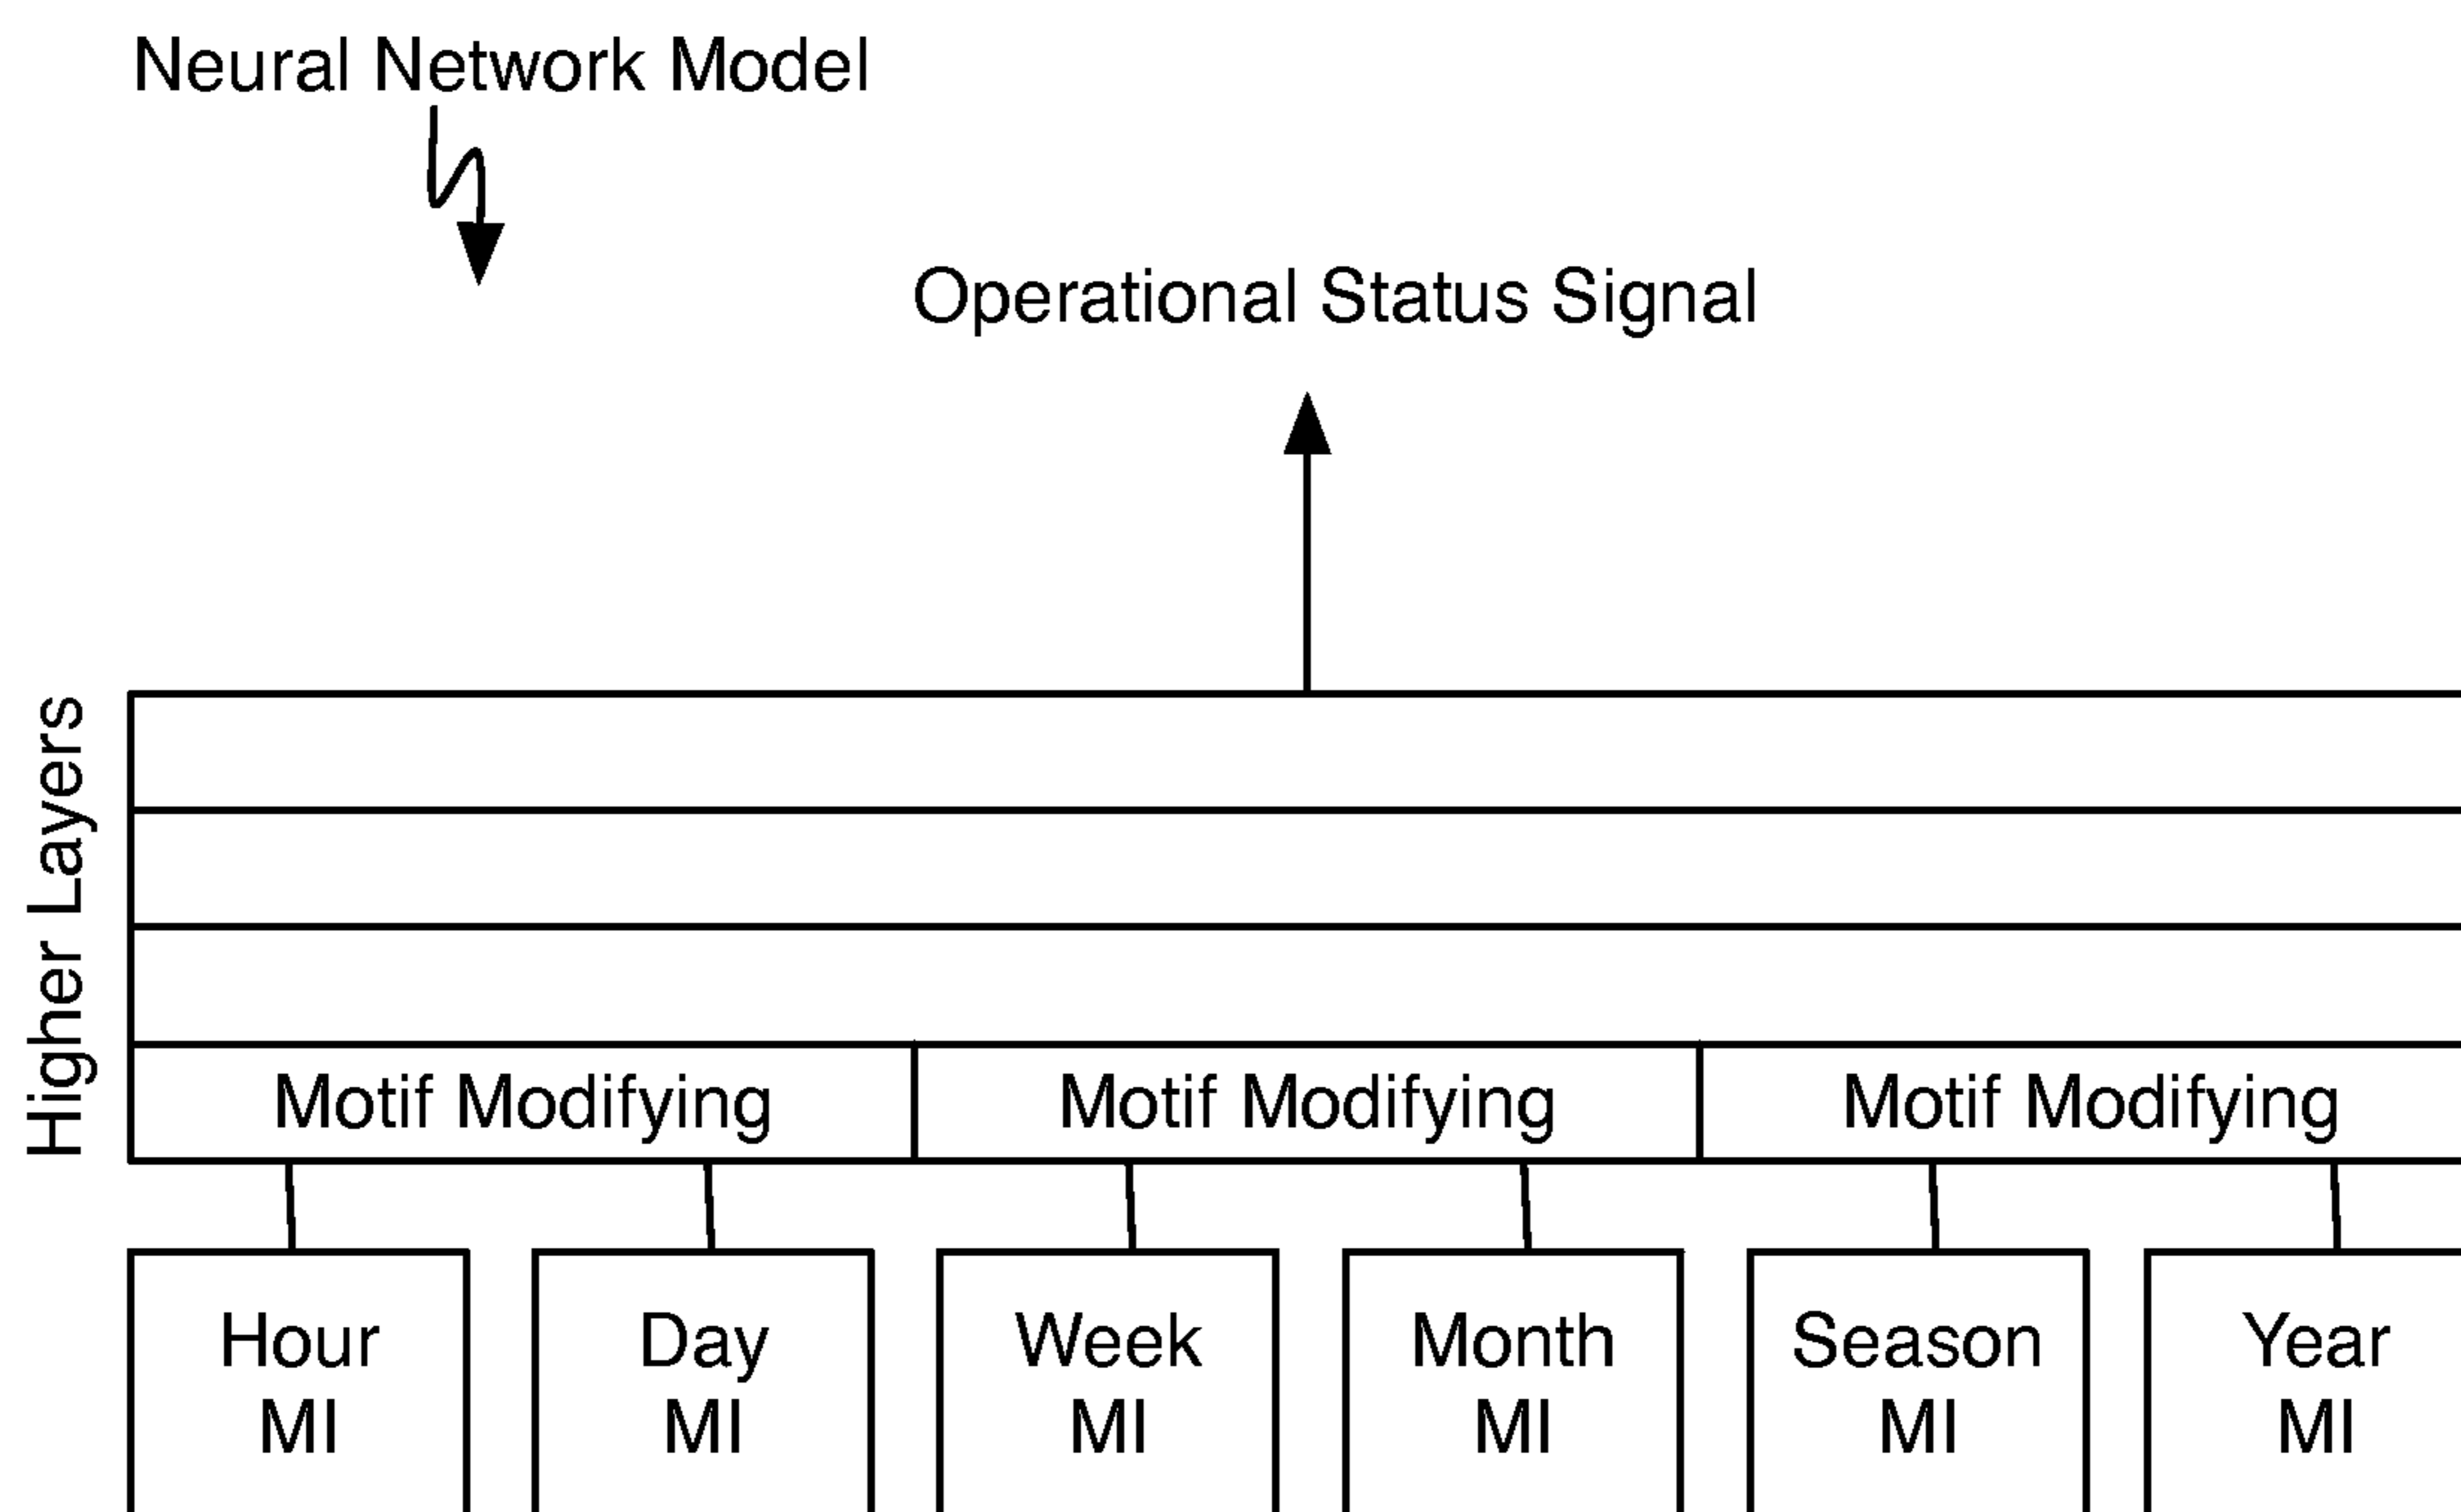 Neural Network Model
Operational Status Signal
Higher Layers
Motif Modifying
Motif Modifying
Motif Modifying
Hour
MI
Day
MI
Week
MI
Month
MI
Season
MI
Year
MI